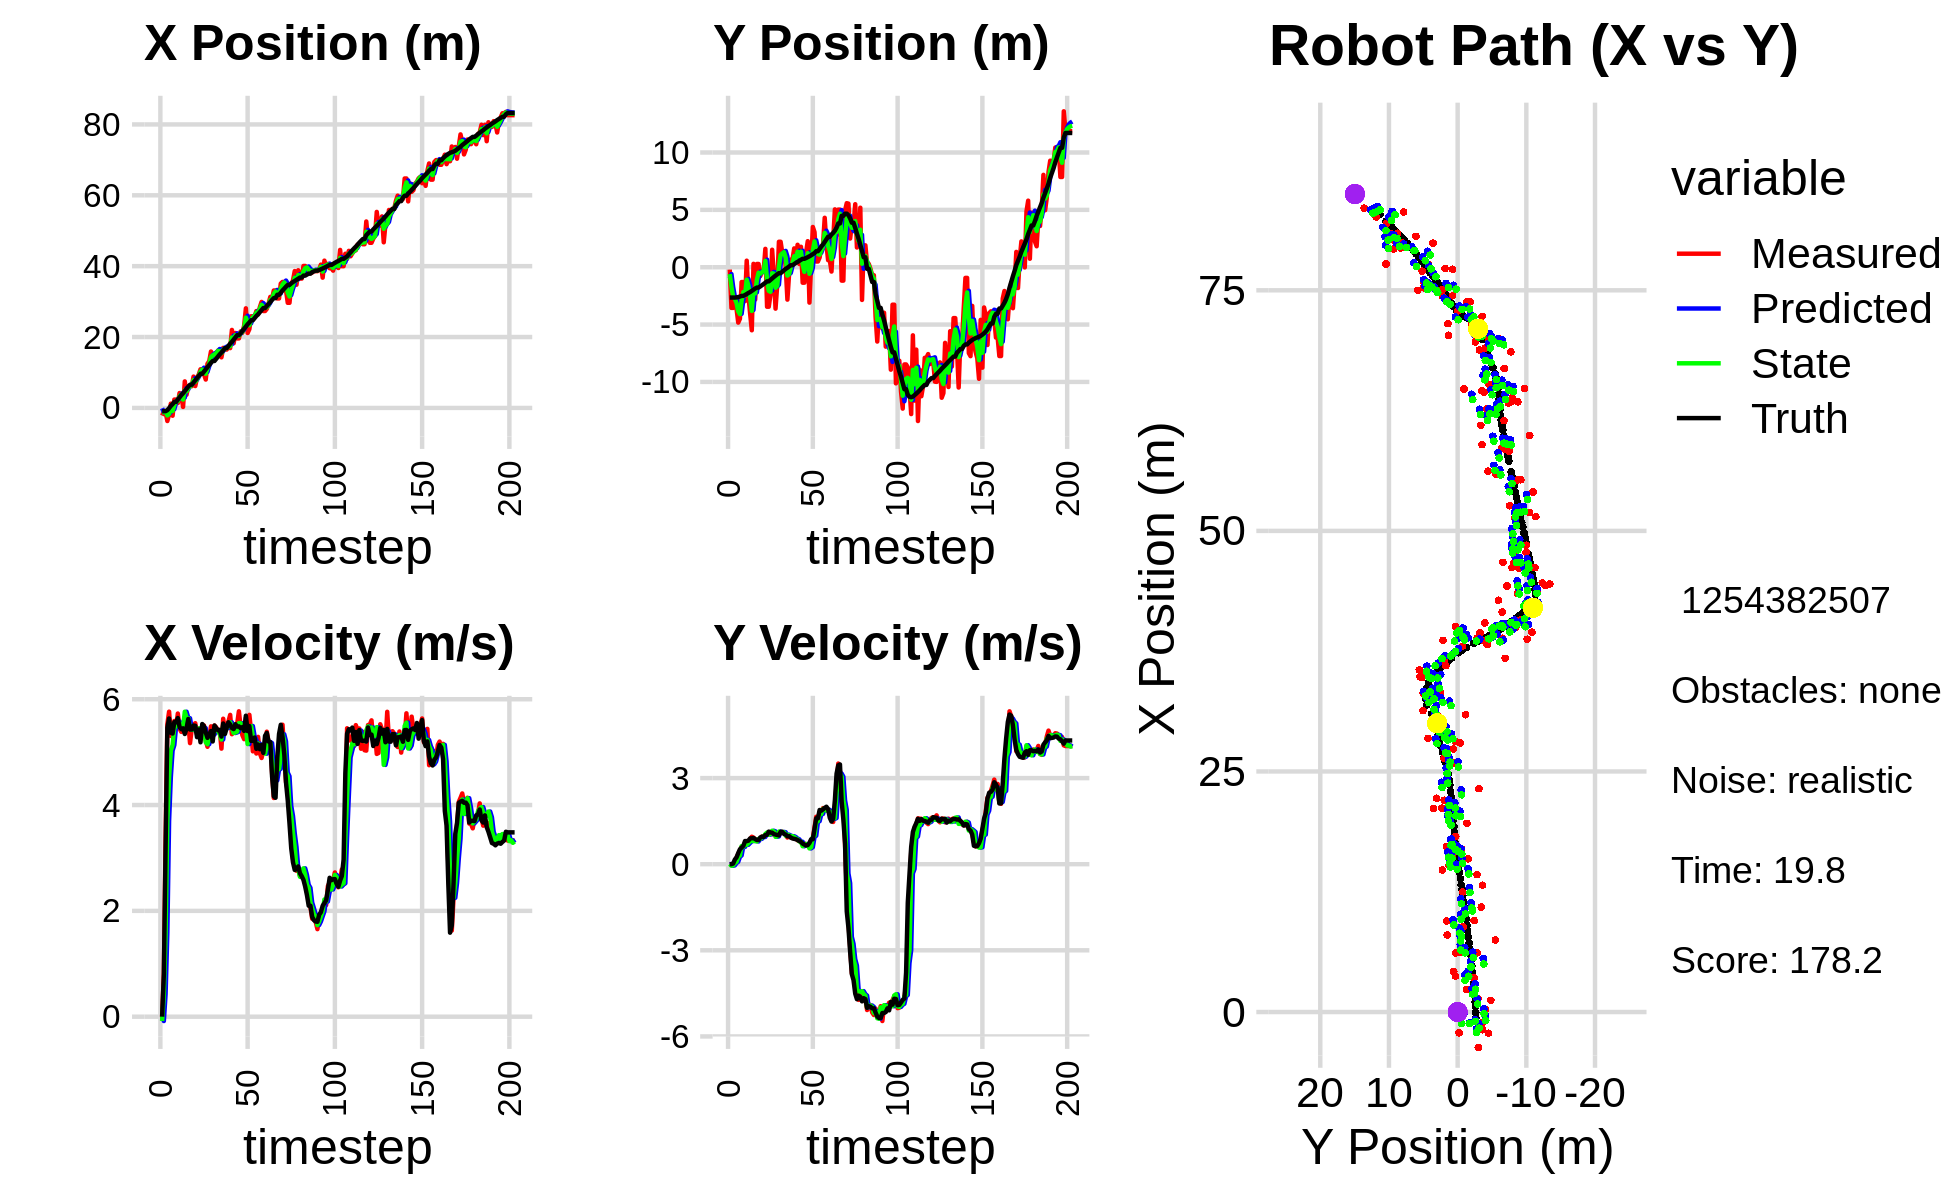 X Position (m)
80
60
40
20
0
0
50
100
150
200
timestep
Y Position (m)
10
5
0
-5
-10
0
50
100
150
200
timestep
X Velocity (m/s)
6
4
2
0
0
50
100
150
200
timestep
Y Velocity (m/s)
3
0
-3
-6
0
50
100
150
200
timestep
Robot Path (X vs Y)
X Position (m)
75
50
25
0
20 10 0 -10 -20
Y Position (m)
variable
Measured
Predicted
State
Truth
1254382507
Obstacles: none
Noise: realistic
Time: 19.8
Score: 178.2